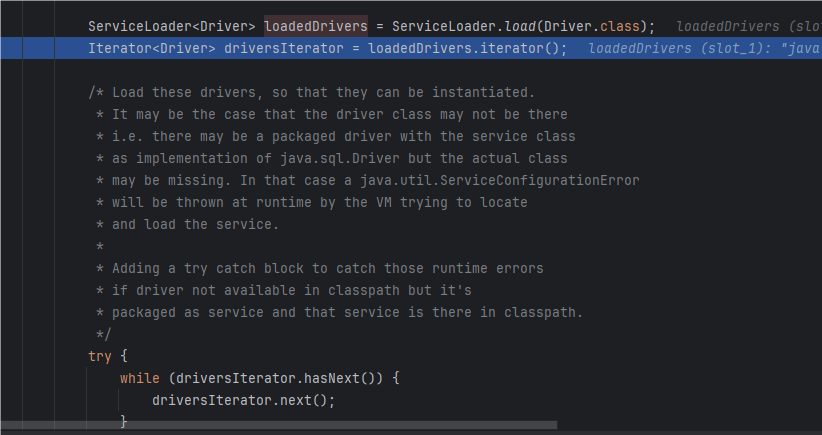 ServiceLoader<Driver> loadedDrivers = ServiceLoader.load(Driver.class);   loadedDrivers (slo
Iterator<Driver> driversIterator = loadedDrivers.iterator();   loadedDrivers (slot_1): "java.
/* Load these drivers, so that they can be instantiated.
 * It may be the case that the driver class may not be there
 * i.e. there may be a packaged driver with the service class
 * as implementation of java.sql.Driver but the actual class
 * may be missing. In that case a java.util.ServiceConfigurationError
 * will be thrown at runtime by the VM trying to locate
 * and load the service.
 *
 * Adding a try catch block to catch those runtime errors
 * if driver not available in classpath but it's
 * packaged as service and that service is there in classpath.
 */
try {
    while (driversIterator.hasNext()) {
        driversIterator.next();
    }